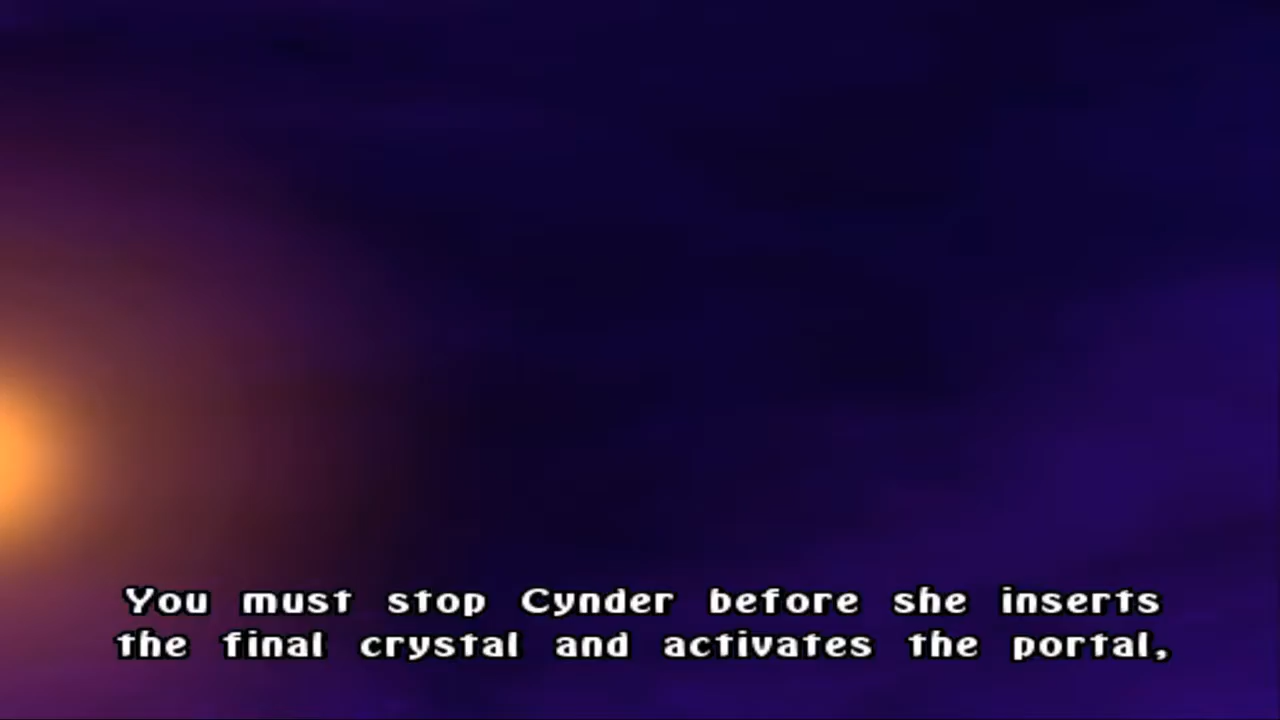 You must stop Cynder before she inserts
the final crystal and activates the portal,